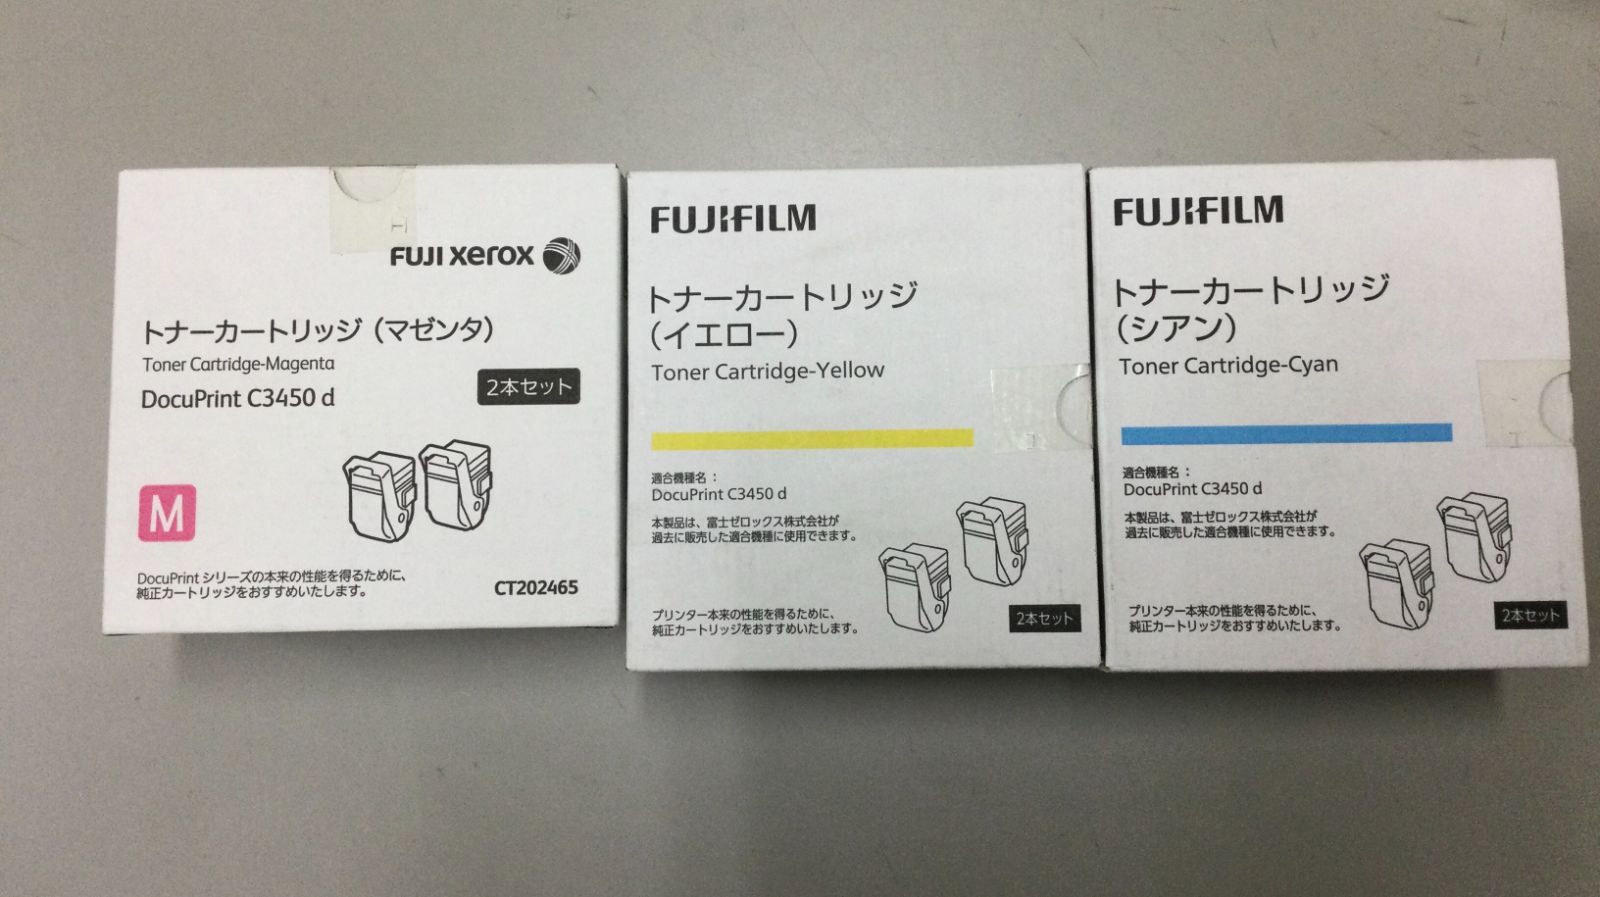 FUJI xerox
トナーカートリッジ（マゼンタ）
Toner Cartridge-Magenta
DocuPrint C3450 d
2本セット
M
DocuPrint シリーズの本来の性能を得るために、
純正カートリッジをおすすめいたします。
CT202465
FUJIFILM
トナーカートリッジ
（イエロー）
Toner Cartridge-Yellow
適合機種名：
DocuPrint C3450 d
本製品は、富士ゼロックス株式会社が
過去に販売した適合機種に使用できます。
プリンター本来の性能を得るために、
純正カートリッジをおすすめいたします。
2本セット
FUJIFILM
トナーカートリッジ
（シアン）
Toner Cartridge-Cyan
適合機種名：
DocuPrint C3450 d
本製品は、富士ゼロックス株式会社が
過去に販売した適合機種に使用できます。
プリンター本来の性能を得るために、
純正カートリッジをおすすめいたします。
2本セット